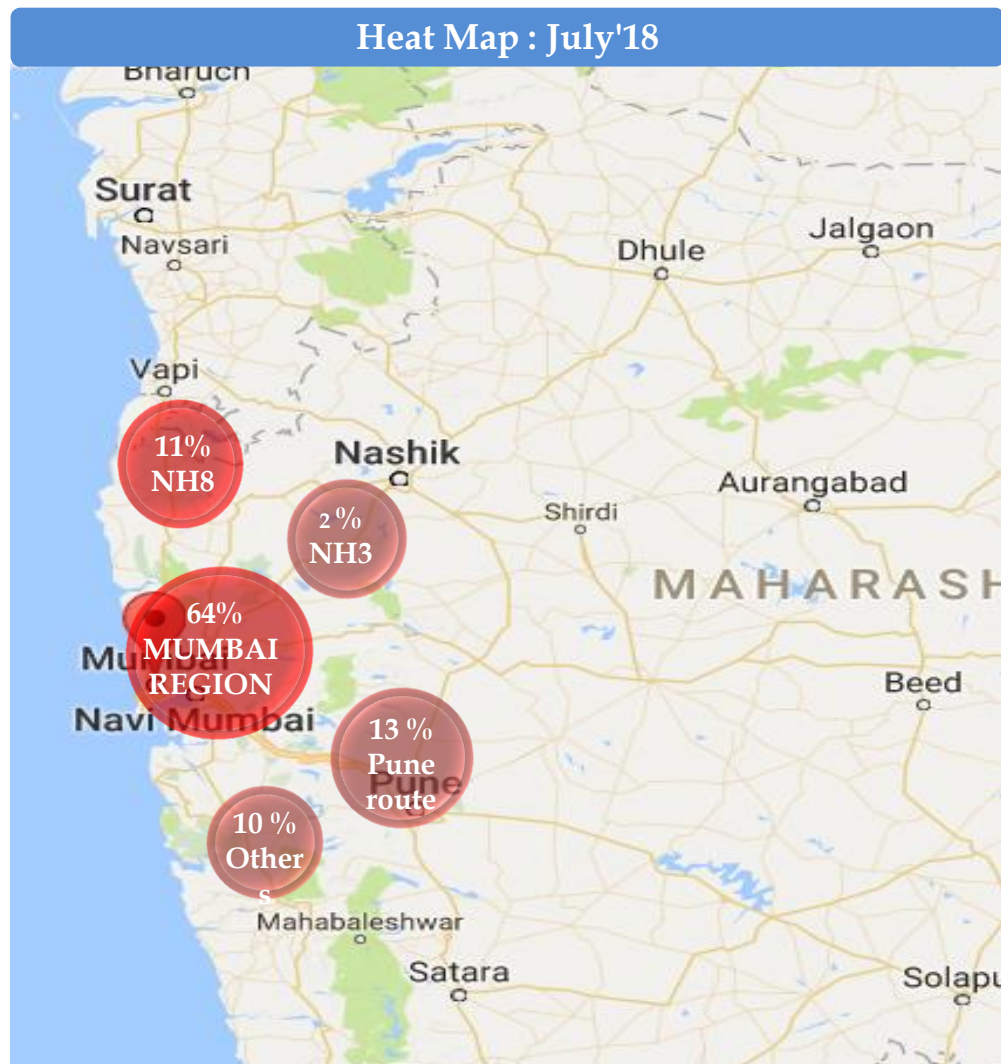 Heat Map : July'18
Bharuch
Surat
Navsari
Dhule
Jalgaon
Vapi
11%
NH8
Nashik
2 %
NH3
Aurangabad
Shirdi
MAHARASH
64%
MUMBAI
REGION
Mumbai
Navi Mumbai
Beed
13 %
Pune
route
Pune
10 %
Other
s
Mahabaleshwar
Satara
Solapu